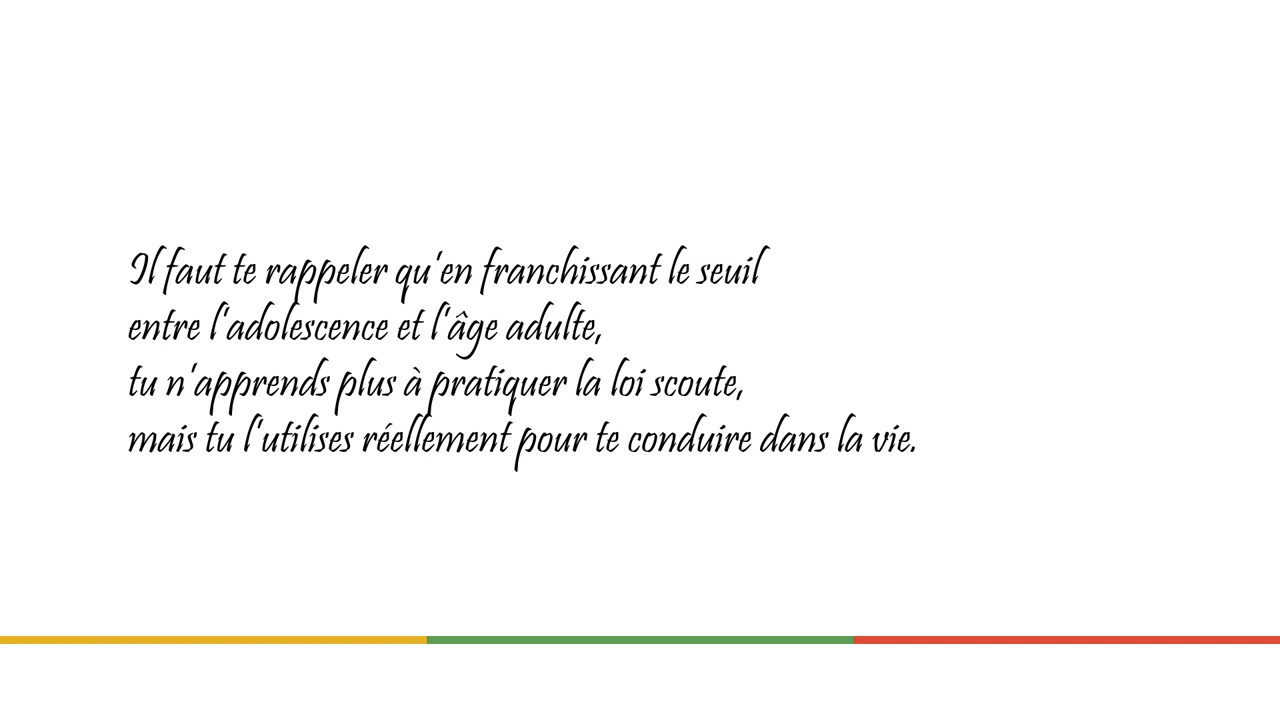 Il faut te rappeler qu'en franchissant le seuil
entre l'adolescence et l'âge adulte,
tu n'apprends plus à pratiquer la loi scoute,
mais tu l'utilises réellement pour te conduire dans la vie.